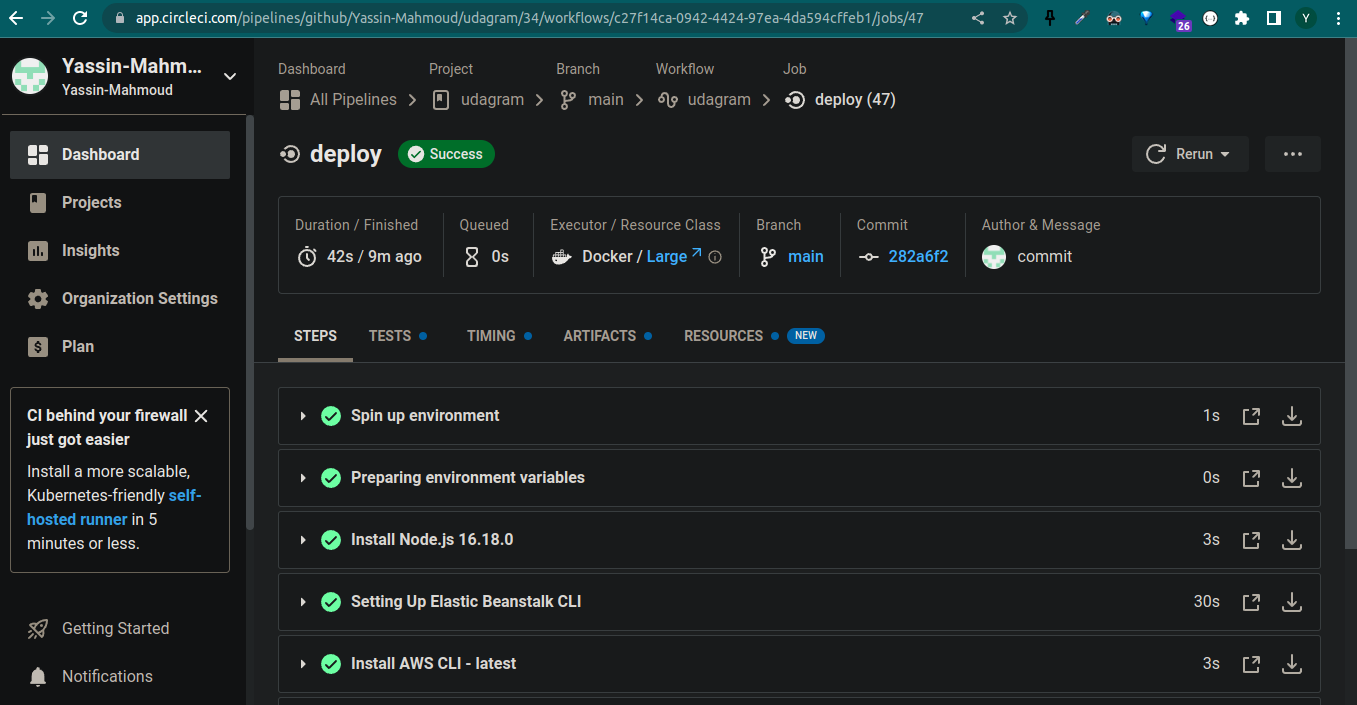 app.circleci.com/pipelines/github/Yassin-Mahmoud/udagram/34/workflows/c27f14ca-0942-4424-97ea-4da594cffeb1/jobs/47
26
Y
Yassin-Mahm...
Yassin-Mahmoud
Dashboard
Projects
Insights
Organization Settings
Plan
CI behind your firewall
just got easier
Install a more scalable,
Kubernetes-friendly self-
hosted runner in 5
minutes or less.
Getting Started
Notifications
Dashboard Project Branch Workflow Job
All Pipelines udagram main udagram deploy (47)
deploy Success Rerun
Duration / Finished Queued Executor / Resource Class Branch Commit Author & Message
42s / 9m ago 0s Docker / Large main 282a6f2 commit
STEPS TESTS TIMING ARTIFACTS RESOURCES NEW
Spin up environment 1s
Preparing environment variables 0s
Install Node.js 16.18.0 3s
Setting Up Elastic Beanstalk CLI 30s
Install AWS CLI - latest 3s